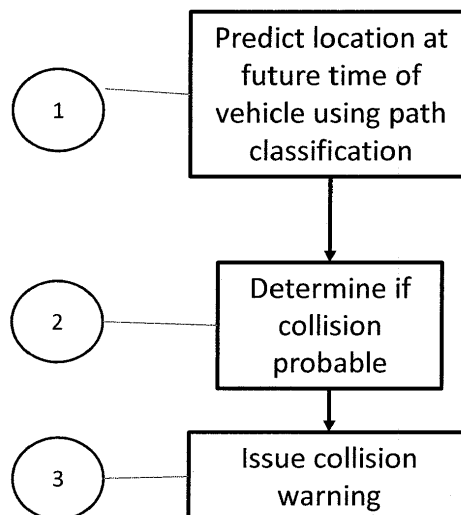 1
Predict location at
future time of
vehicle using path
classification
2
Determine if
collision
probable
3
Issue collision
warning